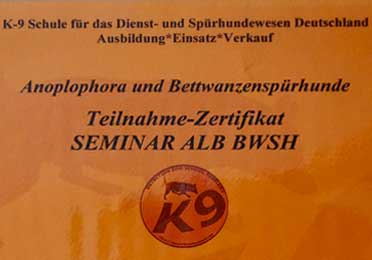 K-9 Schule für das Dienst- und Spürhundewesen Deutschland
Ausbildung*Einsatz*Verkauf
Anoplophora und Bettwanzenspürhunde
Teilnahme-Zertifikat
SEMINAR ALB BWSH
K9